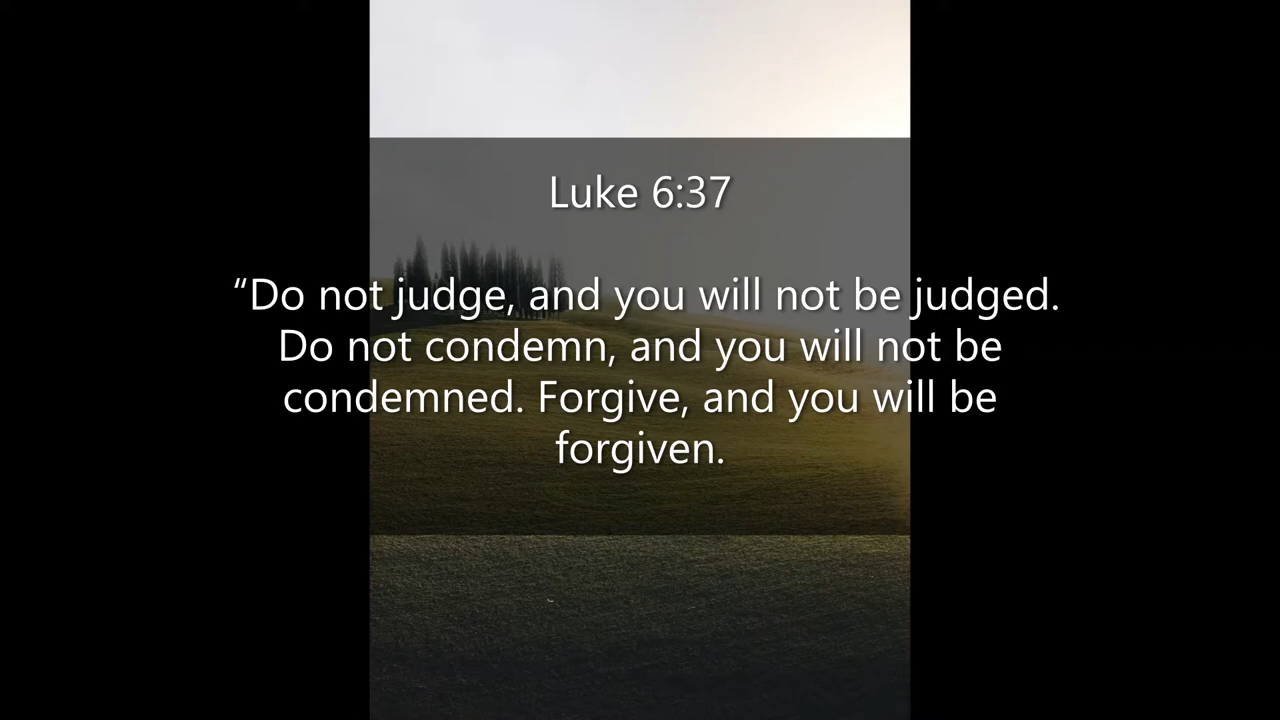 Luke 6:37
“Do not judge, and you will not be judged.
Do not condemn, and you will not be
condemned. Forgive, and you will be
forgiven.